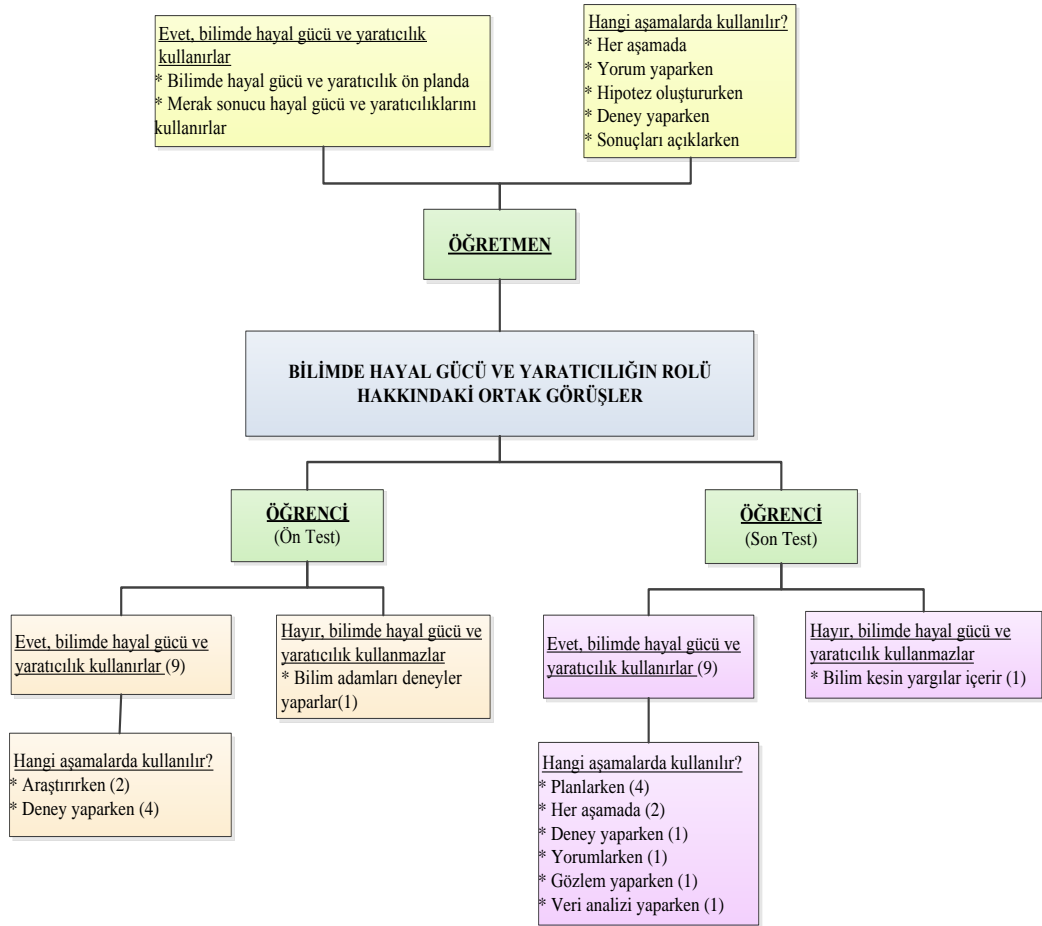 Evet, bilimde hayal gücü ve yaratıcılık
kullanırlar
* Bilimde hayal gücü ve yaratıcılık ön planda
* Merak sonucu hayal gücü ve yaratıcılıklarını
kullanırlar
Hangi aşamalarda kullanılır?
* Her aşamada
* Yorum yaparken
* Hipotez oluştururken
* Deney yaparken
* Sonuçları açıklarken
ÖĞRETMEN
BİLİMDE HAYAL GÜCÜ VE YARATICILIĞIN ROLÜ
HAKKINDAKİ ORTAK GÖRÜŞLER
ÖĞRENCİ
(Ön Test)
ÖĞRENCİ
(Son Test)
Evet, bilimde hayal gücü ve
yaratıcılık kullanırlar (9)
Hayır, bilimde hayal gücü ve
yaratıcılık kullanmazlar
* Bilim adamları deneyler
yaparlar(1)
Evet, bilimde hayal gücü ve
yaratıcılık kullanırlar (9)
Hayır, bilimde hayal gücü ve
yaratıcılık kullanmazlar
* Bilim kesin yargılar içerir (1)
Hangi aşamalarda kullanılır?
* Araştırırken (2)
* Deney yaparken (4)
Hangi aşamalarda kullanılır?
* Planlarken (4)
* Her aşamada (2)
* Deney yaparken (1)
* Yorumlarken (1)
* Gözlem yaparken (1)
* Veri analizi yaparken (1)